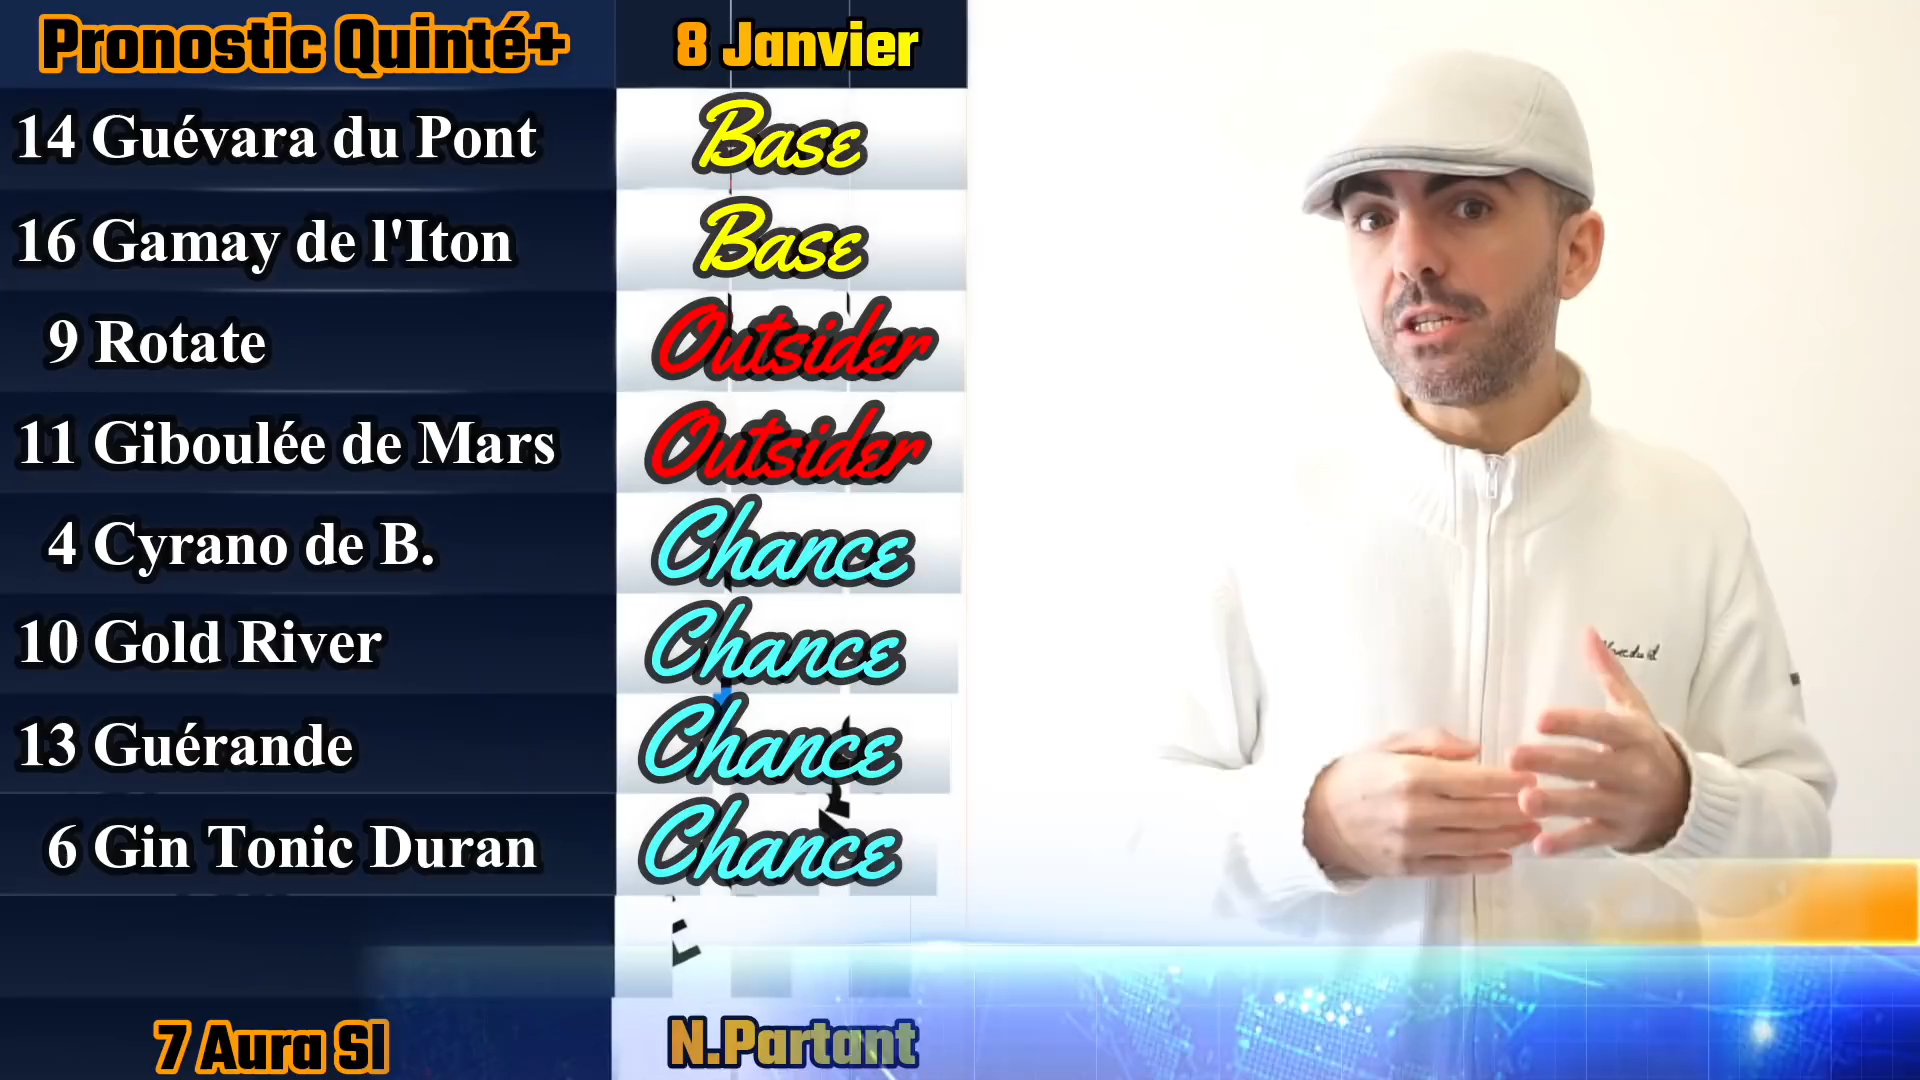 Pronostic Quinté+ 8 Janvier
14 Guévara du Pont Base
16 Gamay de l'Iton Base
9 Rotate Outsider
11 Giboulée de Mars Outsider
4 Cyrano de B. Chance
10 Gold River Chance
13 Guérande Chance
6 Gin Tonic Duran Chance
7 Aura Sl N.Partant